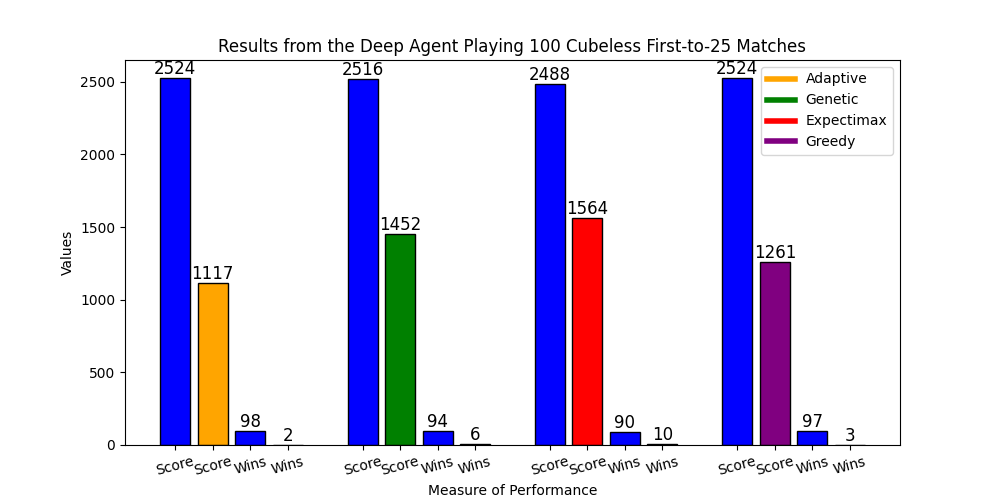 Results from the Deep Agent Playing 100 Cubeless First-to-25 Matches
2524 2516 2488 2524
Adaptive
Genetic
Expectimax
Greedy
2500
2000
1500
1000
500
0
Values
1117 1452 1564 1261
98 2 94 6 90 10 97 3
Score Score Wins Wins Score Score Wins Wins Score Score Wins Wins Score Score Wins Wins
Measure of Performance